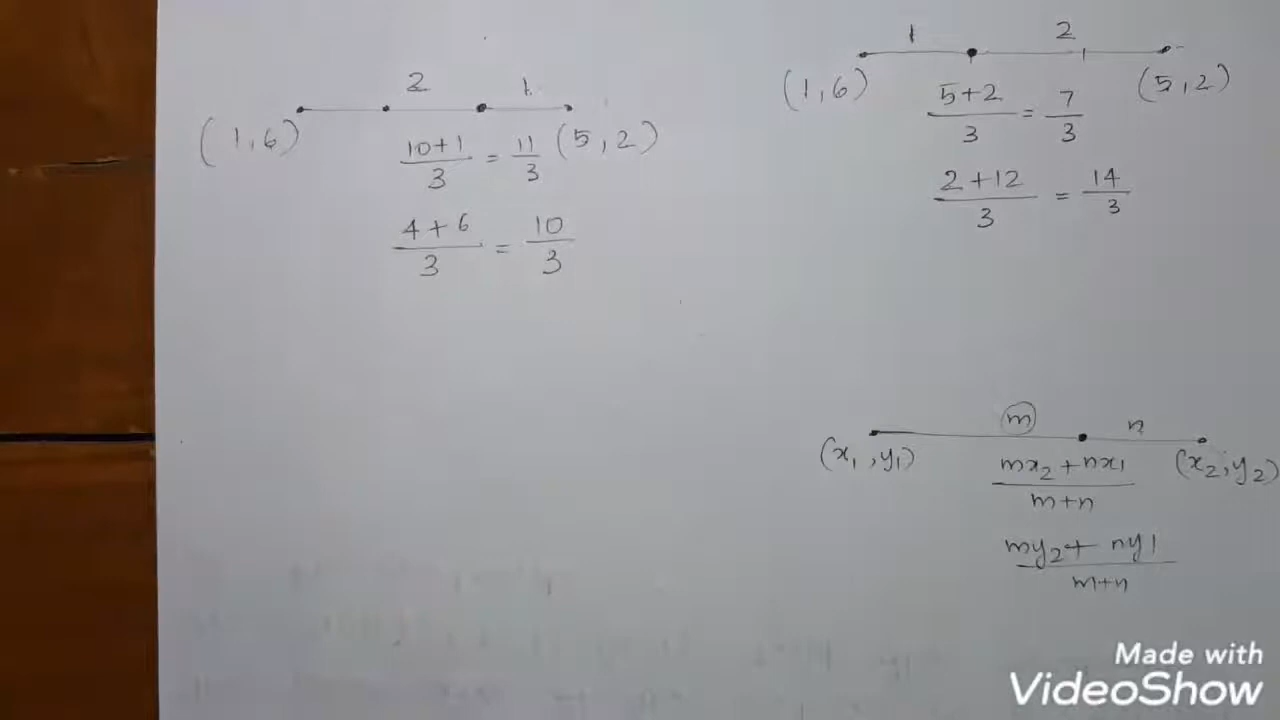 2 1
(1,6) (5,2)
10+1/3 = 11/3
4+6/3 = 10/3
1 2
(1,6) (5,2)
5+2/3 = 7/3
2+12/3 = 14/3
m n
(x₁,y₁) (x₂,y₂)
mx₂+nx₁/m+n
my₂+ny1/m+n
Made with
VideoShow